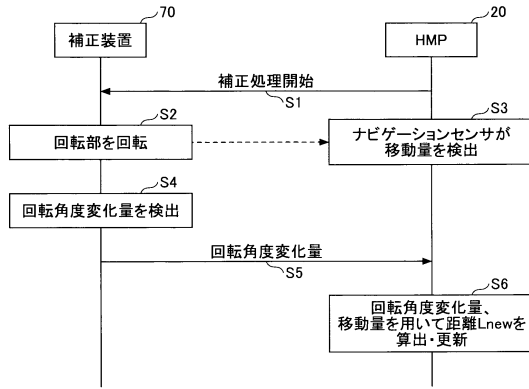 70
20
補正装置
HMP
補正処理開始
S1
S2
S3
回転部を回転
ナビゲーションセンサが
移動量を検出
S4
回転角度変化量を検出
回転角度変化量
S5
S6
回転角度変化量、
移動量を用いて距離Lnewを
算出・更新